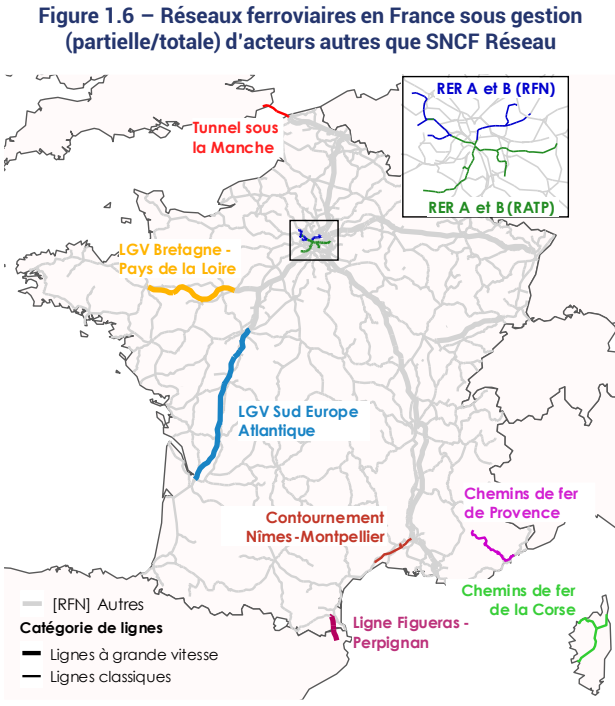 Figure 1.6 – Réseaux ferroviaires en France sous gestion
(partielle/totale) d'acteurs autres que SNCF Réseau
RER A et B (RFN)
Tunnel sous
la Manche
RER A et B (RATP)
LGV Bretagne -
Pays de la Loire
LGV Sud Europe
Atlantique
Chemins de fer
de Provence
Contournement
Nîmes-Montpellier
Chemins de fer
de la Corse
[RFN] Autres
Catégorie de lignes
Ligne Figueras -
Perpignan
Lignes à grande vitesse
Lignes classiques